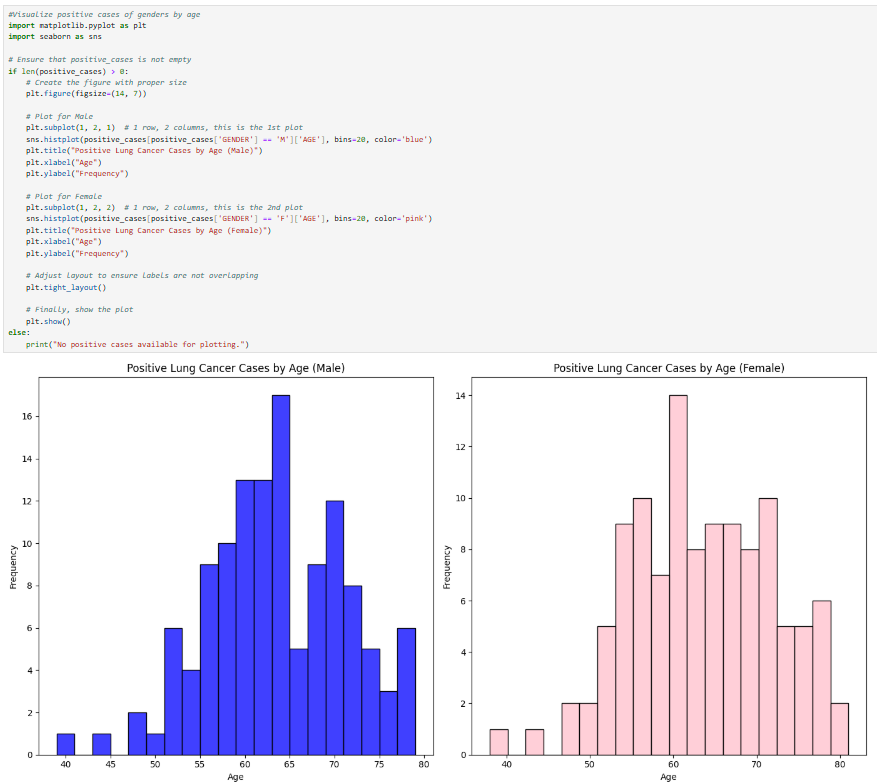 #Visualize positive cases of genders by age
import matplotlib.pyplot as plt
import seaborn as sns
# Ensure that positive_cases is not empty
if len(positive_cases) > 0:
    # Create the figure with proper size
    plt.figure(figsize=(14, 7))
    # Plot for Male
    plt.subplot(1, 2, 1)  # 1 row, 2 columns, this is the 1st plot
    sns.histplot(positive_cases[positive_cases['GENDER'] == 'M']['AGE'], bins=20, color='blue')
    plt.title("Positive Lung Cancer Cases by Age (Male)")
    plt.xlabel("Age")
    plt.ylabel("Frequency")
    # Plot for Female
    plt.subplot(1, 2, 2)  # 1 row, 2 columns, this is the 2nd plot
    sns.histplot(positive_cases[positive_cases['GENDER'] == 'F']['AGE'], bins=20, color='pink')
    plt.title("Positive Lung Cancer Cases by Age (Female)")
    plt.xlabel("Age")
    plt.ylabel("Frequency")
    # Adjust layout to ensure labels are not overlapping
    plt.tight_layout()
    # Finally, show the plot
    plt.show()
else:
    print("No positive cases available for plotting.")
Positive Lung Cancer Cases by Age (Male)
16
14
12
10
8
6
4
2
0
Frequency
40 45 50 55 60 65 70 75 80
Age
Positive Lung Cancer Cases by Age (Female)
14
12
10
8
6
4
2
0
Frequency
40 50 60 70 80
Age